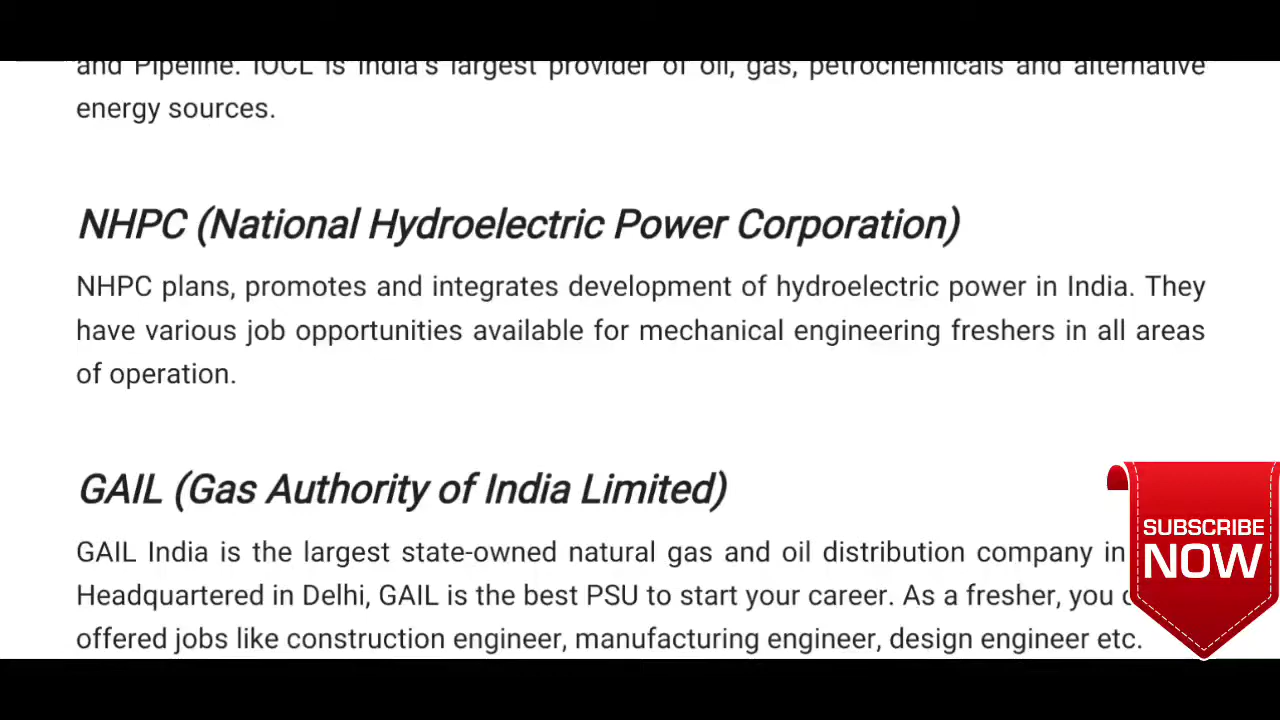 and Pipeline. IOCL is India's largest provider of oil, gas, petrochemicals and alternative
energy sources.
NHPC (National Hydroelectric Power Corporation)
NHPC plans, promotes and integrates development of hydroelectric power in India. They
have various job opportunities available for mechanical engineering freshers in all areas
of operation.
GAIL (Gas Authority of India Limited)
GAIL India is the largest state-owned natural gas and oil distribution company in
Headquartered in Delhi, GAIL is the best PSU to start your career. As a fresher, you
offered jobs like construction engineer, manufacturing engineer, design engineer etc.
SUBSCRIBE
NOW